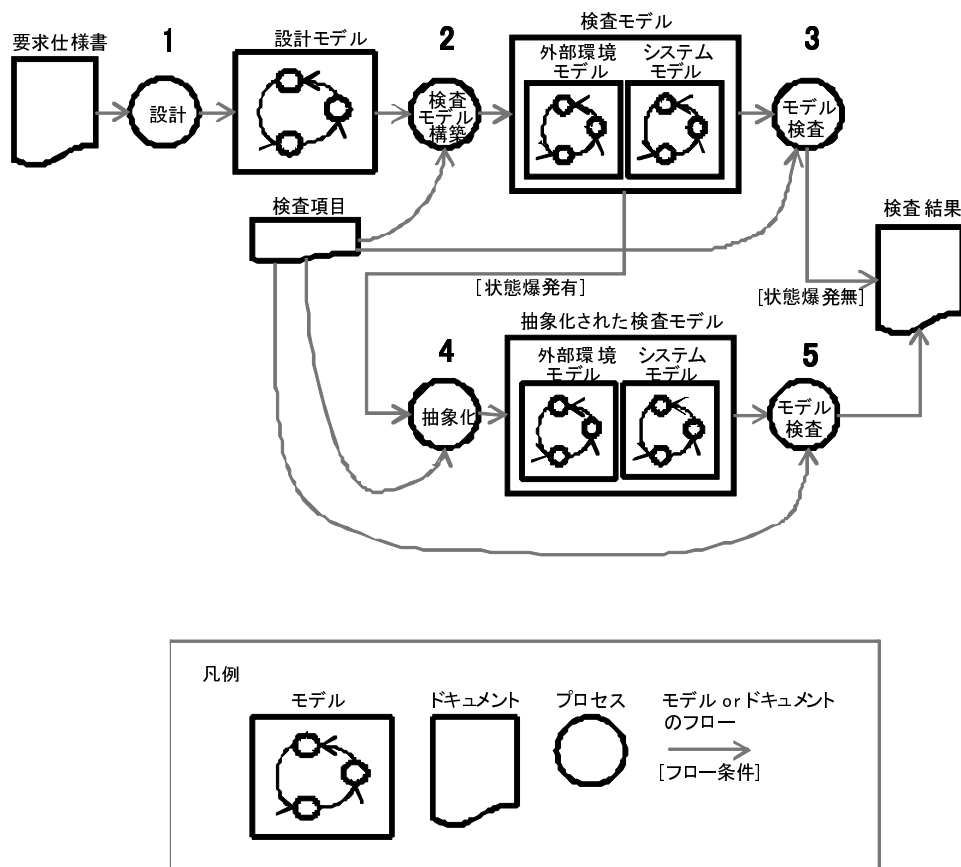 要求仕様書
1
設計
設計モデル
2
検査
モデル
構築
検査モデル
外部環境
モデル
システム
モデル
3
モデル
検査
検査項目
検査結果
[状態爆発有]
[状態爆発無]
4
抽象化
抽象化された検査モデル
外部環境
モデル
システム
モデル
5
モデル
検査
凡例
モデル
ドキュメント
プロセス
モデル or ドキュメント
のフロー
[フロー条件]